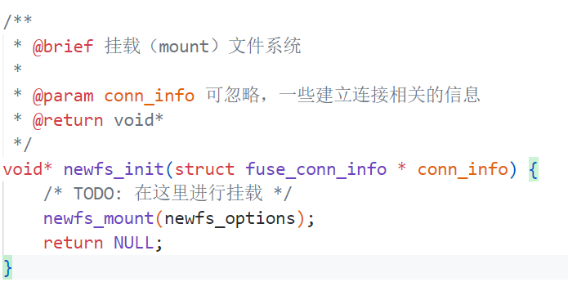 /**
 * @brief 挂载（mount）文件系统
 *
 * @param conn_info 可忽略，一些建立连接相关的信息
 * @return void*
 */
void* newfs_init(struct fuse_conn_info * conn_info) {
    /* TODO: 在这里进行挂载 */
    newfs_mount(newfs_options);
    return NULL;
}